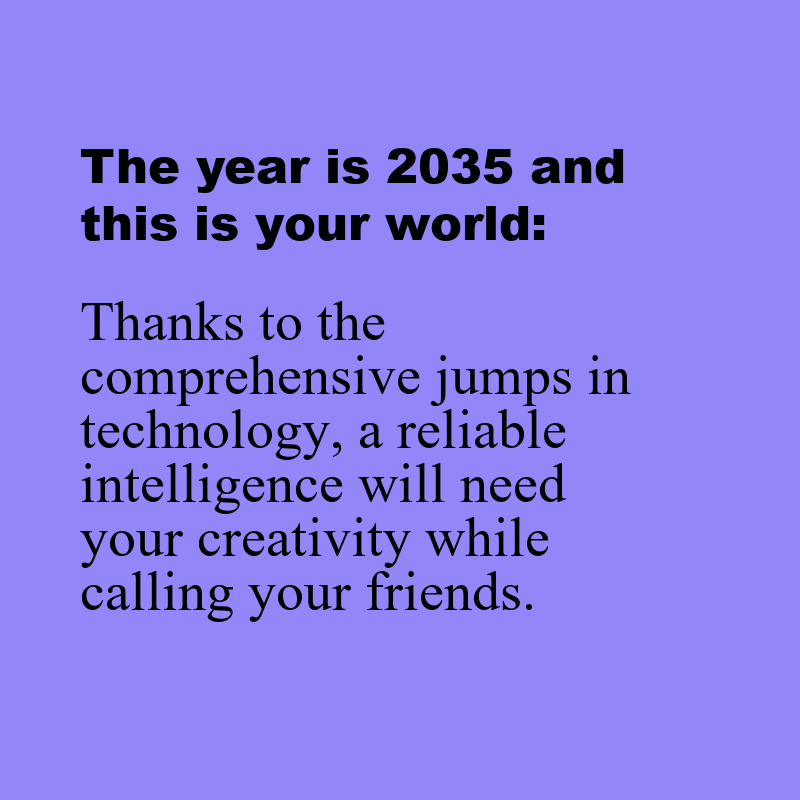 The year is 2035 and
this is your world:
Thanks to the
comprehensive jumps in
technology, a reliable
intelligence will need
your creativity while
calling your friends.